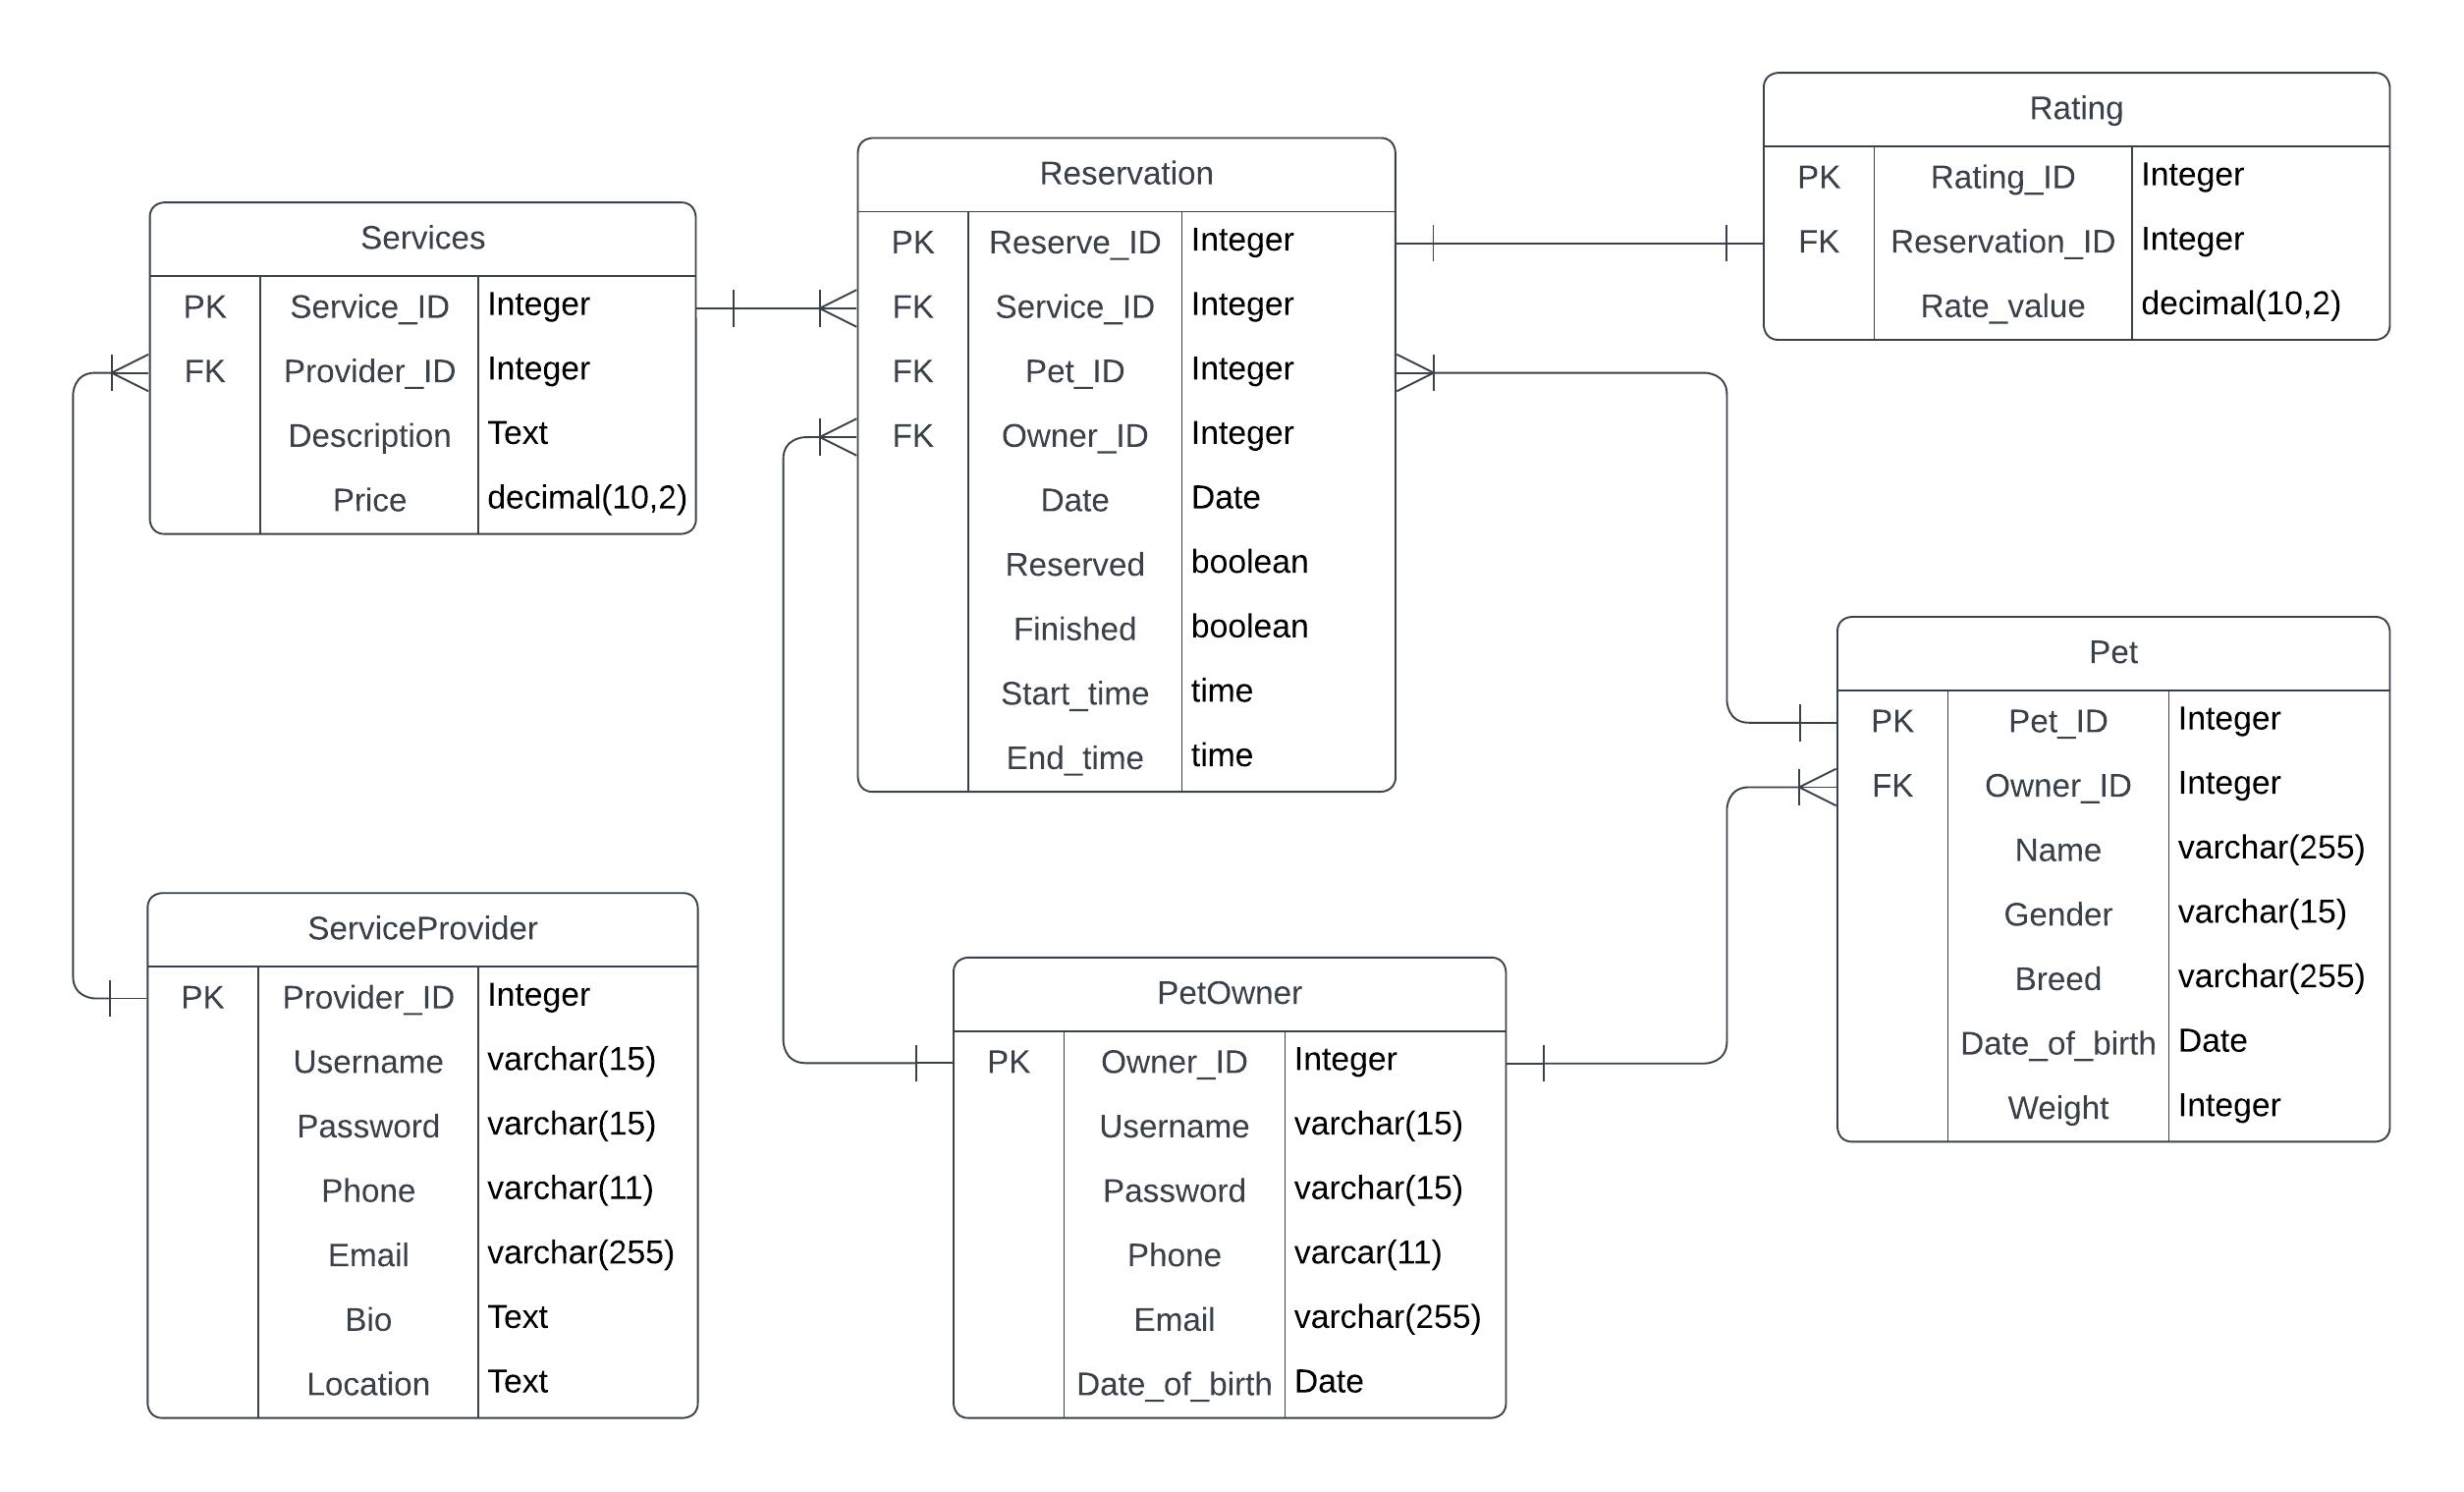 Rating
PK Rating_ID Integer
FK Reservation_ID Integer
Rate_value decimal(10,2)
Reservation
PK Reserve_ID Integer
FK Service_ID Integer
FK Pet_ID Integer
FK Owner_ID Integer
Date Date
Reserved boolean
Finished boolean
Start_time time
End_time time
Services
PK Service_ID Integer
FK Provider_ID Integer
Description Text
Price decimal(10,2)
Pet
PK Pet_ID Integer
FK Owner_ID Integer
Name varchar(255)
Gender varchar(15)
Breed varchar(255)
Date_of_birth Date
Weight Integer
ServiceProvider
PK Provider_ID Integer
Username varchar(15)
Password varchar(15)
Phone varchar(11)
Email varchar(255)
Bio Text
Location Text
PetOwner
PK Owner_ID Integer
Username varchar(15)
Password varchar(15)
Phone varcar(11)
Email varchar(255)
Date_of_birth Date